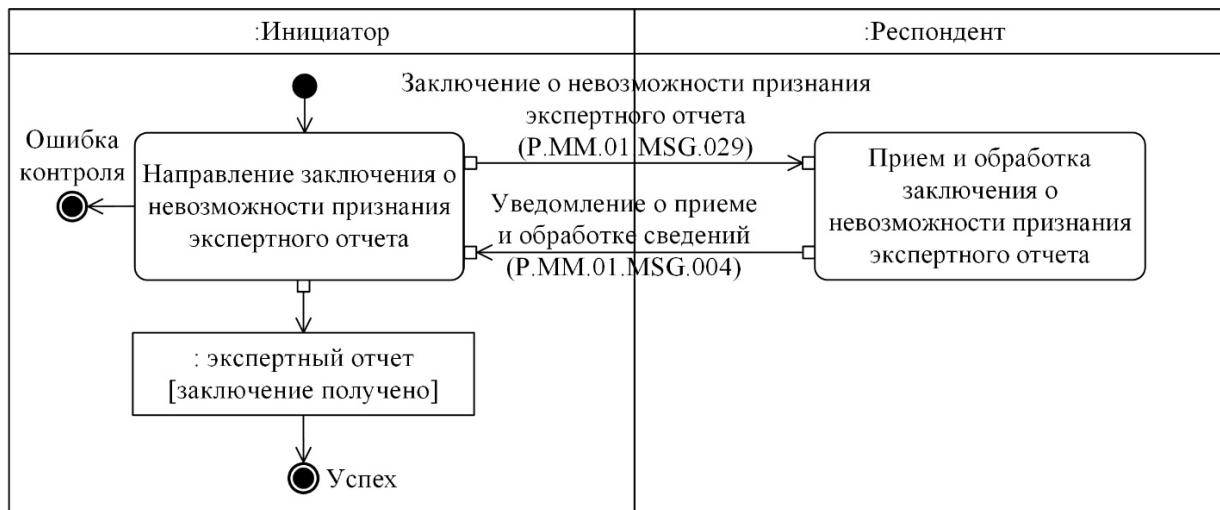 :Инициатор
:Респондент
Заключение о невозможности признания
экспертного отчета
(P.MM.01.MSG.029)
Ошибка
контроля
Направление заключения о
невозможности признания
экспертного отчета
Прием и обработка
заключения о
невозможности признания
экспертного отчета
Уведомление о приеме
и обработке сведений
(P.MM.01.MSG.004)
: экспертный отчет
[заключение получено]
Успех